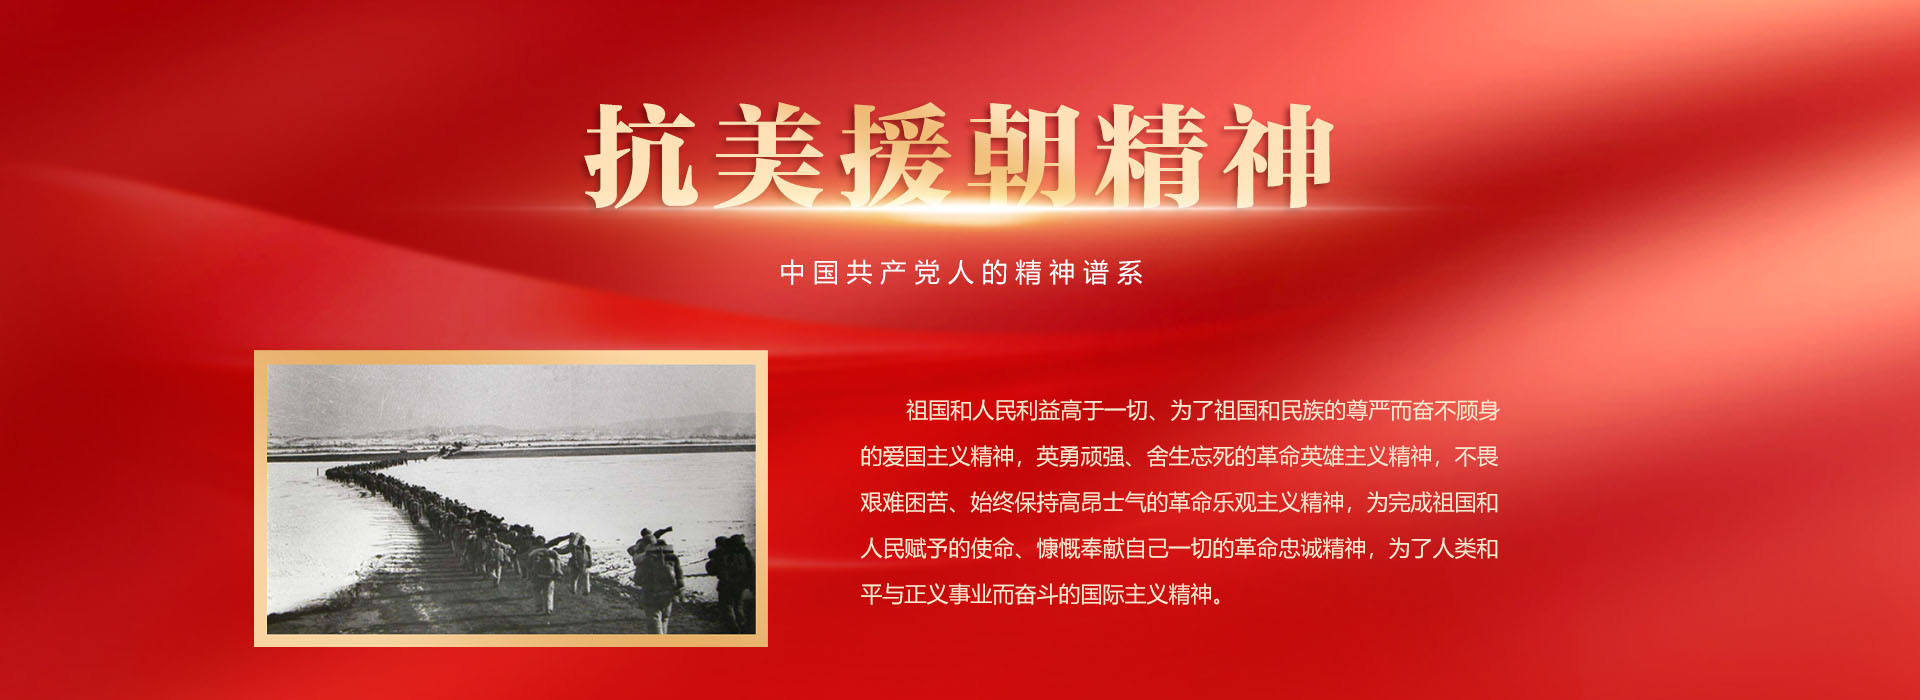 抗美援朝精神
中国共产党人的精神谱系
祖国和人民利益高于一切、为了祖国和民族的尊严而奋不顾身
的爱国主义精神，英勇顽强、舍生忘死的革命英雄主义精神，不畏
艰难困苦、始终保持高昂士气的革命乐观主义精神，为完成祖国和
人民赋予的使命、慷慨奉献自己一切的革命忠诚精神，为了人类和
平与正义事业而奋斗的国际主义精神。